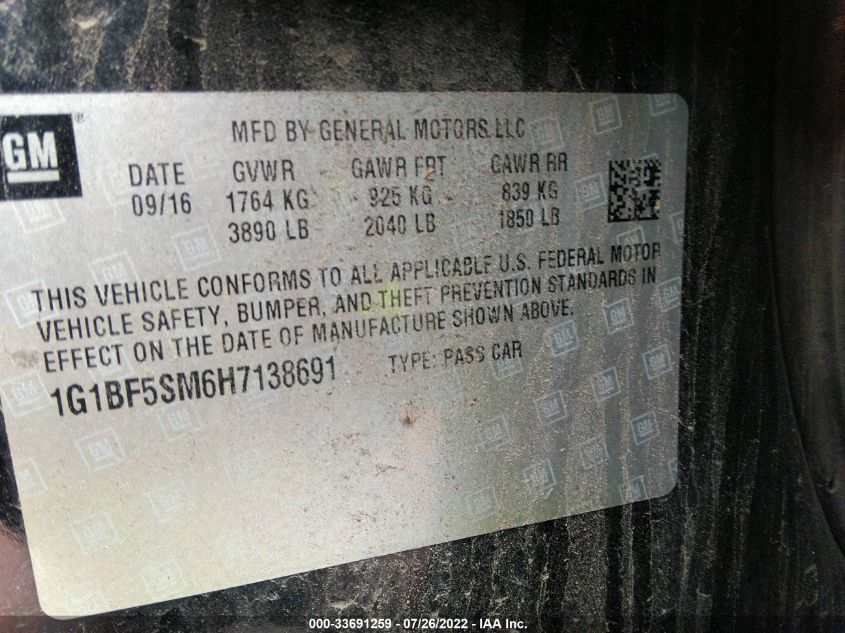 GM ®
MFD BY GENERAL MOTORS LLC
DATE GVWR GAWR FRT GAWR RR
09/16 1764 KG 925 KG 839 KG
3890 LB 2040 LB 1850 LB
THIS VEHICLE CONFORMS TO ALL APPLICABLE U.S. FEDERAL MOTOR
VEHICLE SAFETY, BUMPER, AND THEFT PREVENTION STANDARDS IN
EFFECT ON THE DATE OF MANUFACTURE SHOWN ABOVE.
1G1BF5SM6H7138691 TYPE: PASS CAR
000-33691259 - 07/26/2022 - IAA Inc.